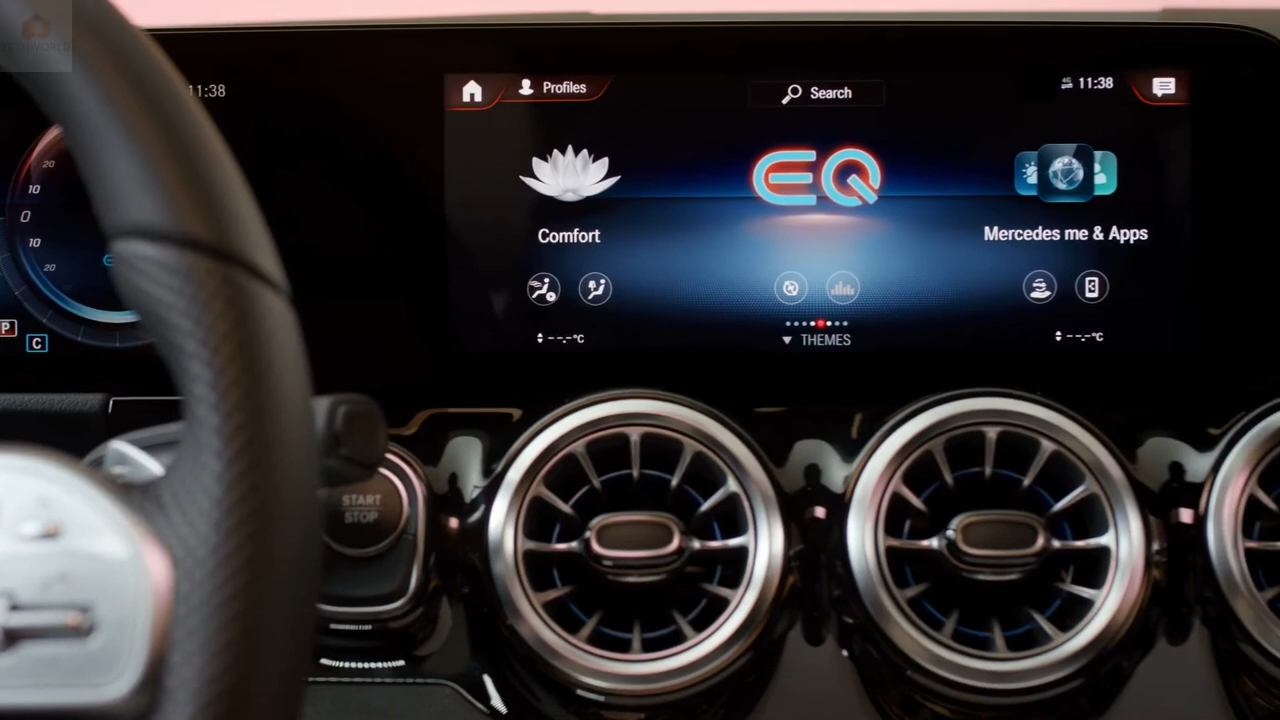 11:38
Profiles
Search
4G
11:38
20
10
0
10
20
EQ
Comfort
Mercedes me & Apps
P
C
--.-°C
THEMES
--.-°C
START
STOP